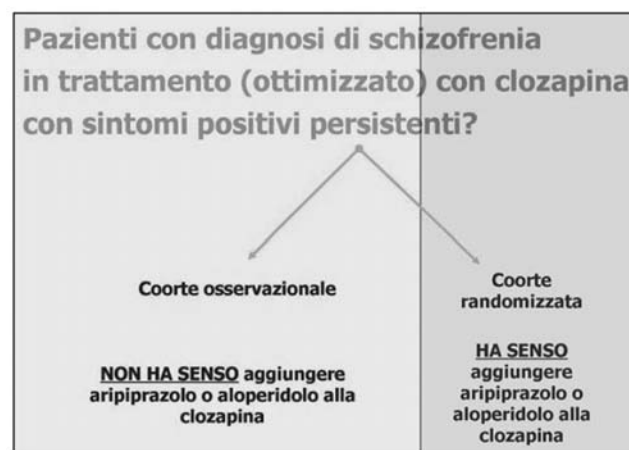 Pazienti con diagnosi di schizofrenia
in trattamento (ottimizzato) con clozapina
con sintomi positivi persistenti?
Coorte osservazionale
NON HA SENSO aggiungere
aripiprazolo o aloperidolo alla
clozapina
Coorte
randomizzata
HA SENSO
aggiungere
aripiprazolo o
aloperidolo alla
clozapina